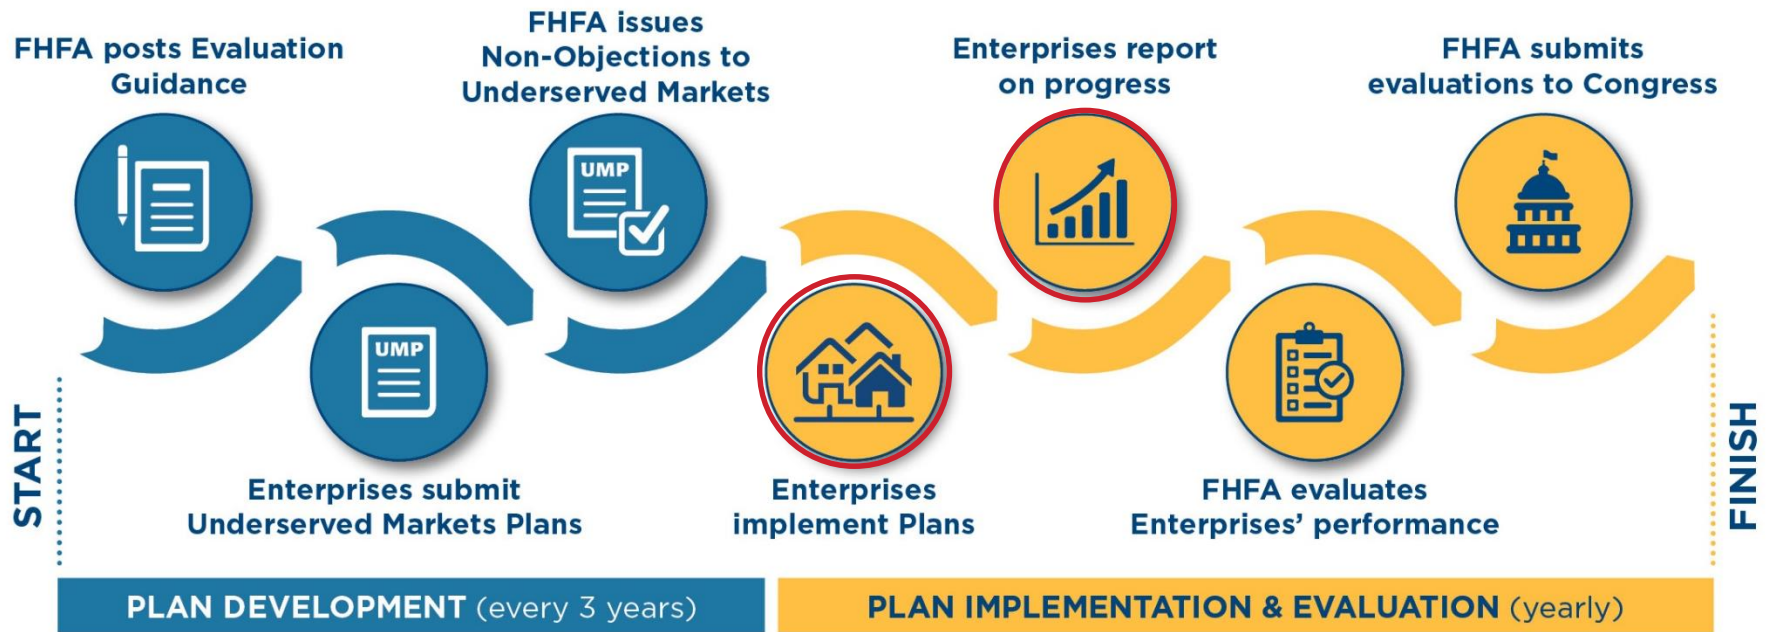 FHFA posts Evaluation
Guidance
FHFA issues
Non-Objections to
Underserved Markets
Enterprises report
on progress
FHFA submits
evaluations to Congress
UMP
UMP
START
Enterprises submit
Underserved Markets Plans
Enterprises
implement Plans
FHFA evaluates
Enterprises’ performance
FINISH
PLAN DEVELOPMENT (every 3 years)
PLAN IMPLEMENTATION & EVALUATION (yearly)